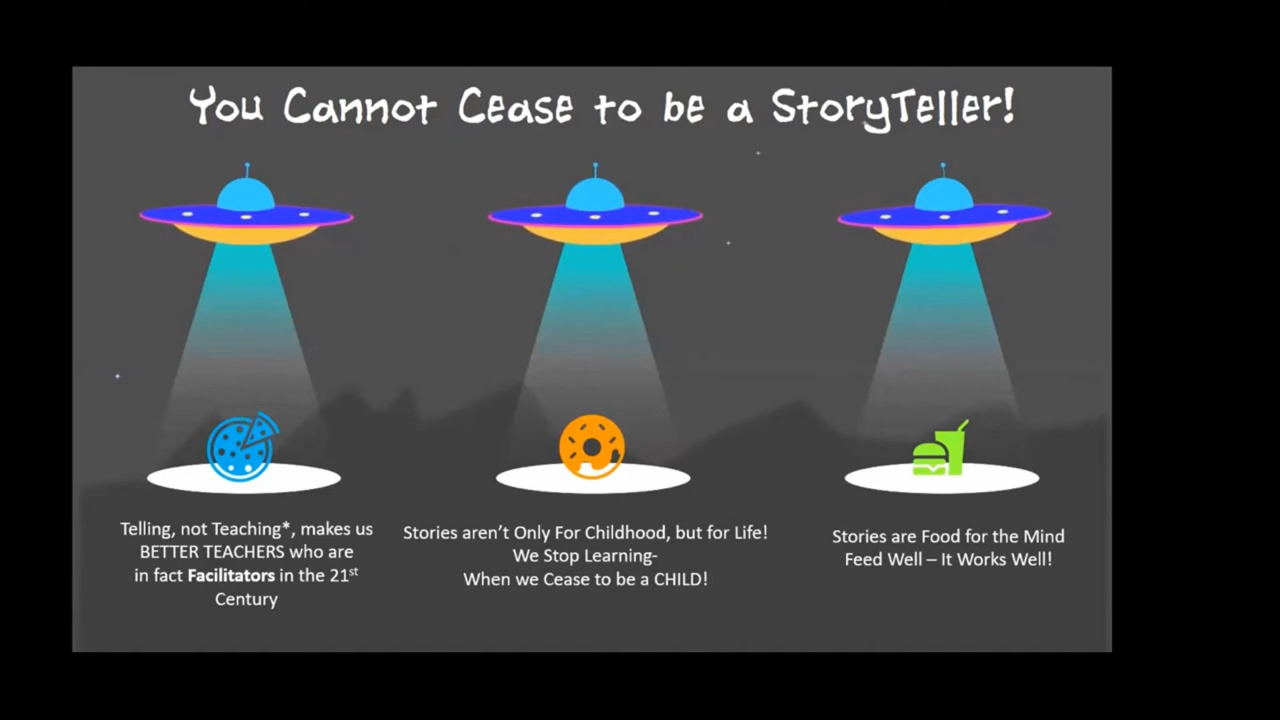 You Cannot Cease to be a StoryTeller!
Telling, not Teaching*, makes us
BETTER TEACHERS who are
in fact Facilitators in the 21st
Century
Stories aren't Only For Childhood, but for Life!
We Stop Learning-
When we Cease to be a CHILD!
Stories are Food for the Mind
Feed Well – It Works Well!